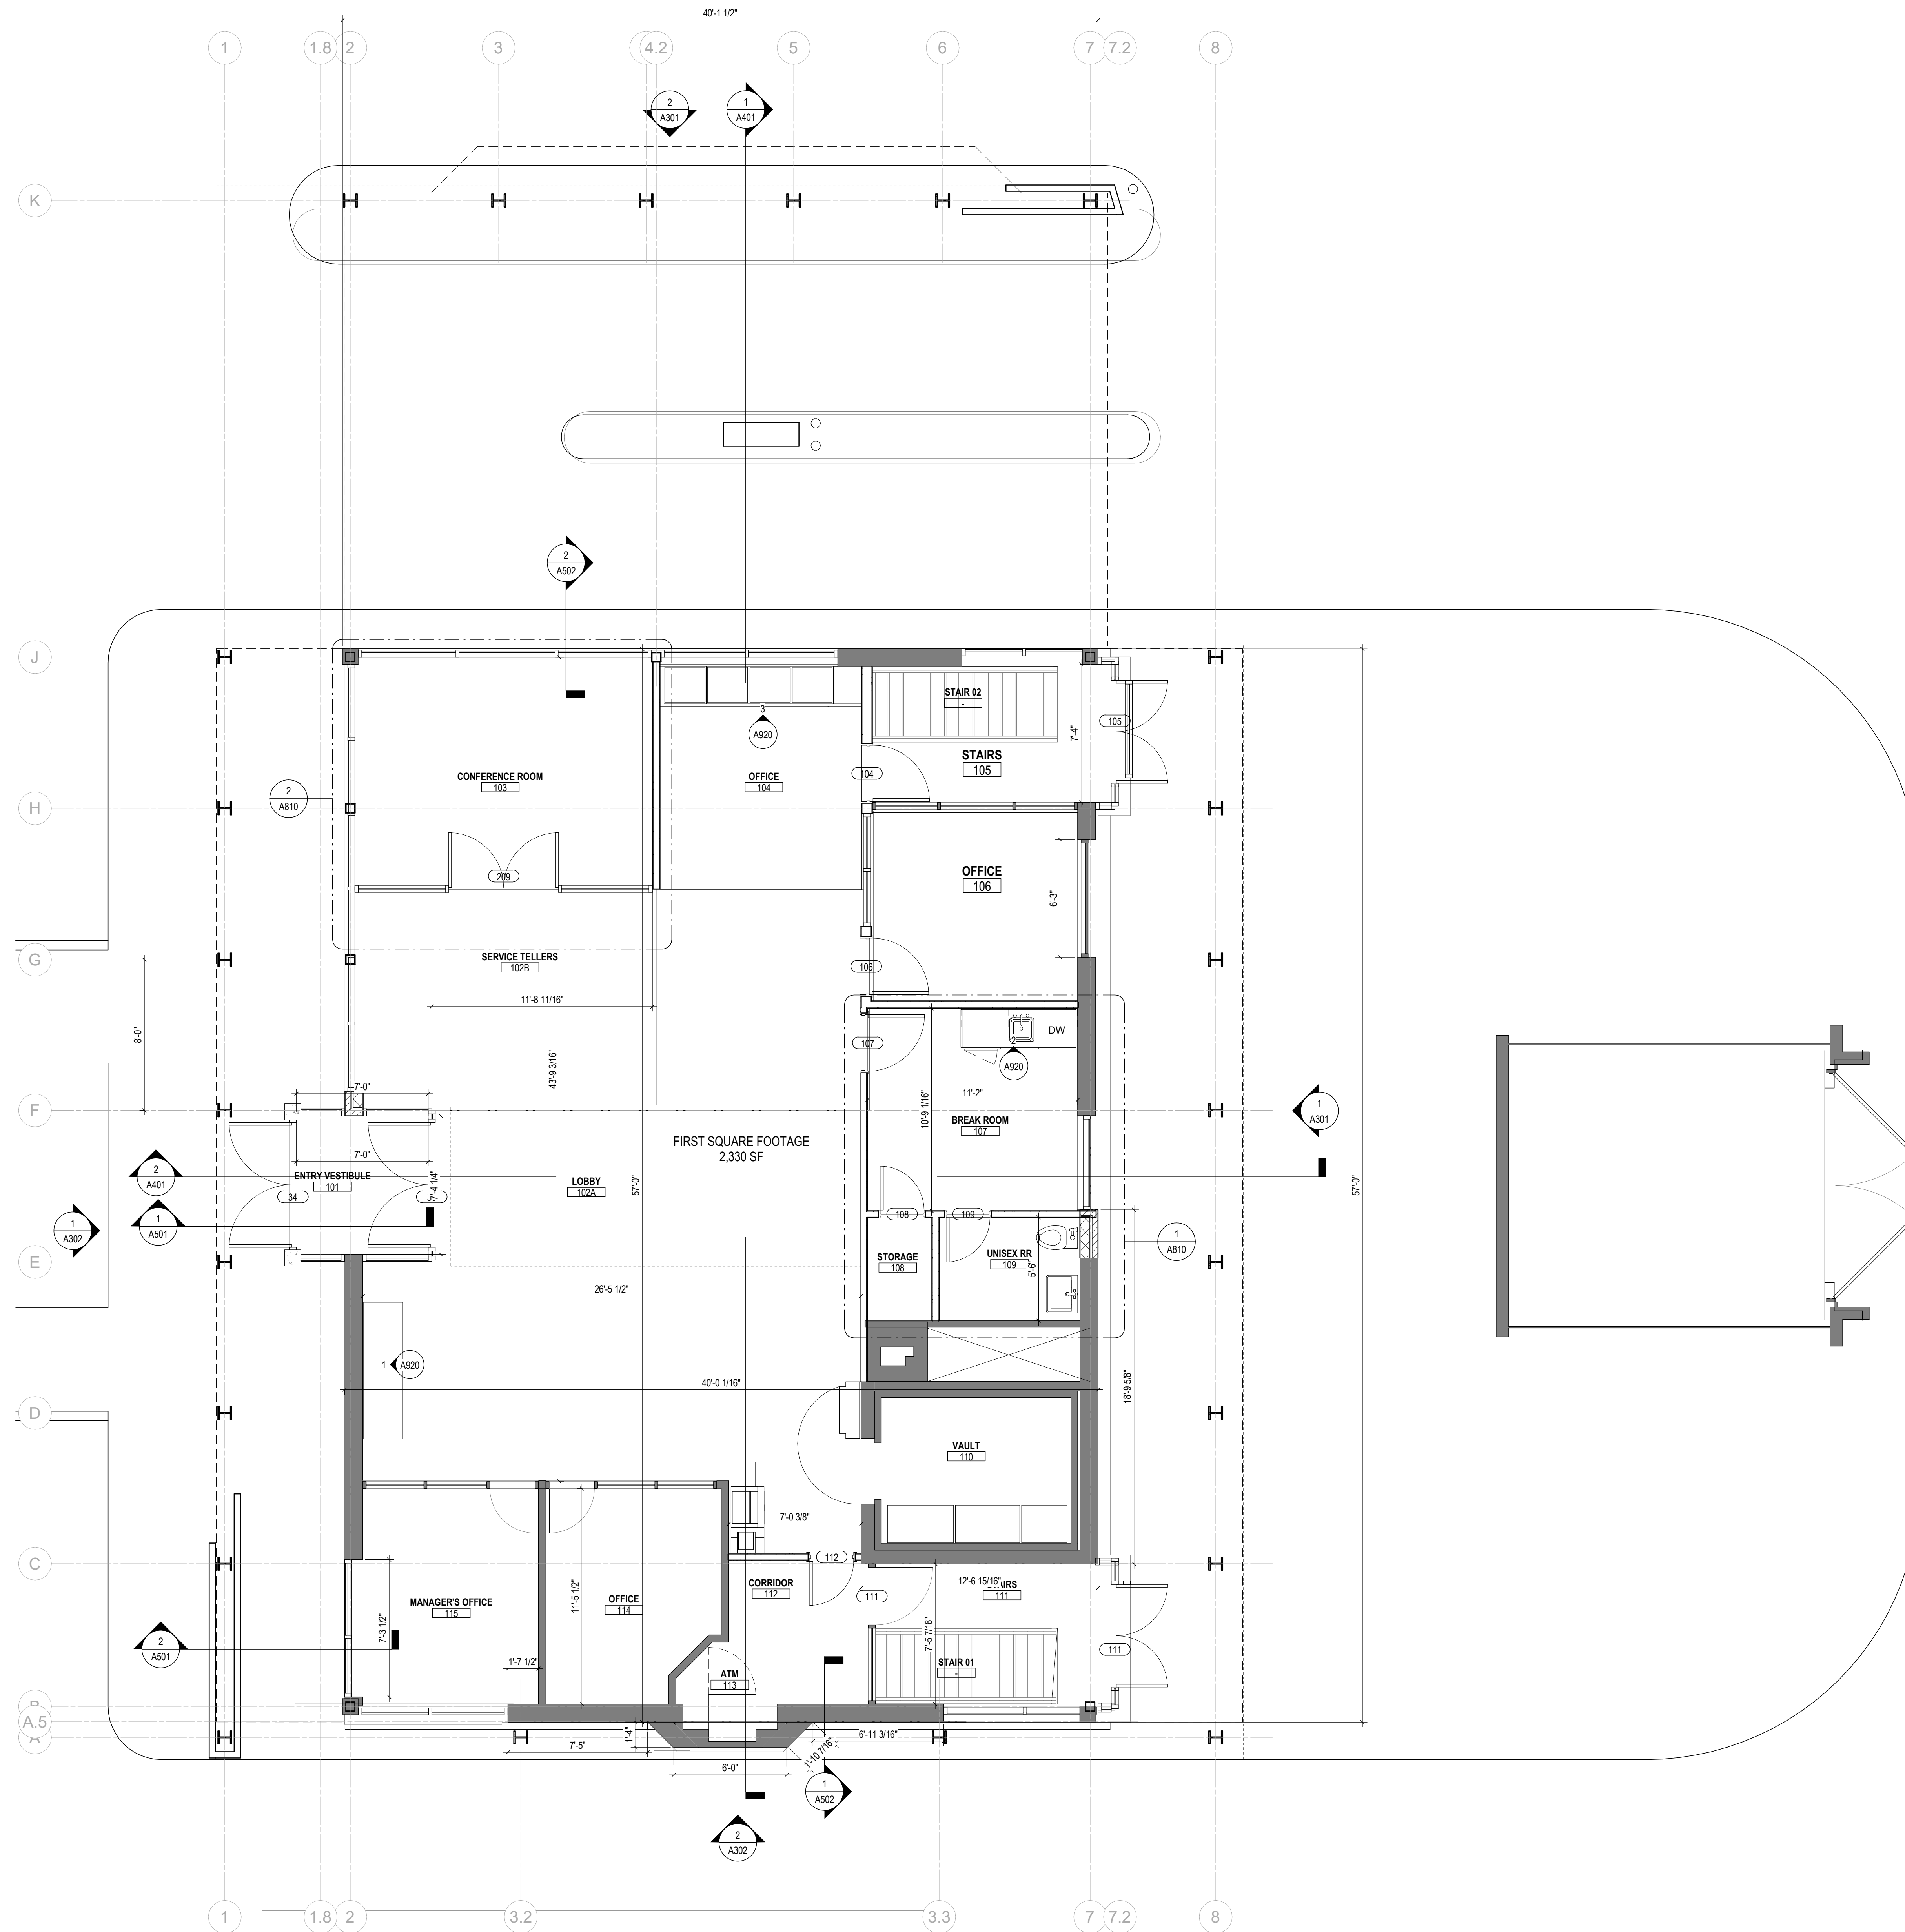 40'-1 1/2"
1
1.8
2
3
4.2
5
6
7
7.2
8
2
A301
1
A401
K
2
A502
J
STAIR 02
-
105
3
A920
7'-4"
STAIRS
105
CONFERENCE ROOM
103
OFFICE
104
104
2
A810
H
209
OFFICE
106
6'-3"
G
SERVICE TELLERS
102B
106
11'-8 11/16"
8'-0"
107
DW
2
A920
43'-9 3/16"
7'-0"
11'-2"
F
10'-9 1/16"
BREAK ROOM
107
1
A301
FIRST SQUARE FOOTAGE
2,330 SF
7'-0"
2
A401
ENTRY VESTIBULE
101
34
7'-4 1/4"
LOBBY
102A
57'-0"
57'-0"
1
A302
1
A501
108
109
1
A810
STORAGE
108
UNISEX RR
109
5'-6"
E
26'-5 1/2"
1
A920
40'-0 1/16"
18'-9 5/8"
D
VAULT
110
7'-0 3/8"
C
112
CORRIDOR
112
12'-6 15/16"
111
111
MANAGER'S OFFICE
115
OFFICE
114
11'-5 1/2"
7'-3 1/2"
7'-5 7/16"
2
A501
111
1'-7 1/2"
ATM
113
STAIR 01
-
B
A.5
A
1'-4"
6'-11 3/16"
7'-5"
1'-10 7/16"
6'-0"
1
A502
2
A302
1
1.8
2
3.2
3.3
7
7.2
8